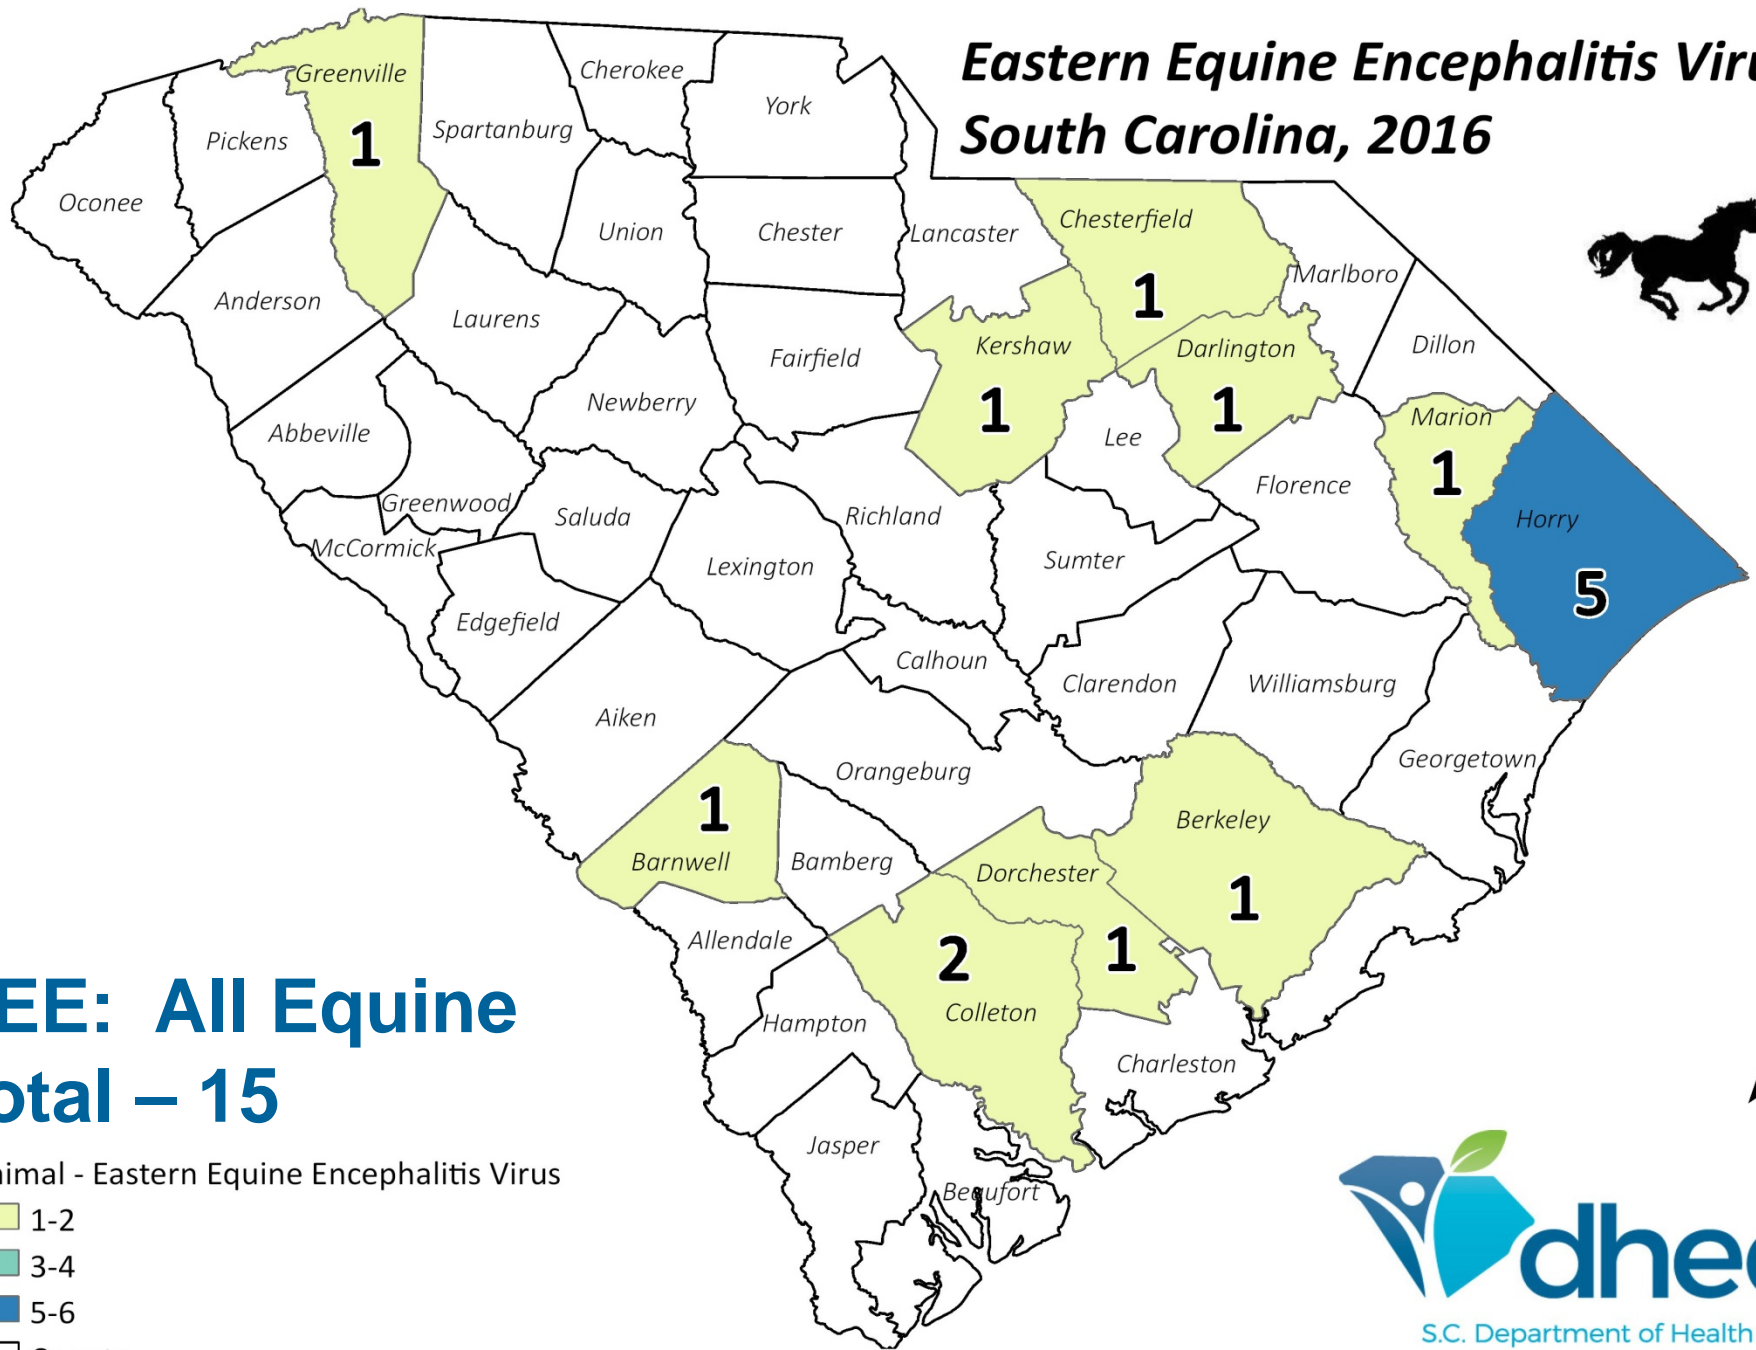 Eastern Equine Encephalitis Viru
South Carolina, 2016
Greenville
1
Cherokee
York
Pickens
Spartanburg
Oconee
Union
Chester
Lancaster
Chesterfield
1
Marlboro
Anderson
Laurens
Fairfield
Kershaw
1
Darlington
1
Dillon
Newberry
Abbeville
Lee
Marion
1
Greenwood
Saluda
Richland
Florence
Horry
5
McCormick
Lexington
Sumter
Edgefield
Calhoun
Clarendon
Williamsburg
Aiken
Orangeburg
Georgetown
1
Barnwell
Bamberg
Dorchester
1
Berkeley
1
Allendale
2
Colleton
Hampton
Charleston
Jasper
Beaufort
EE: All Equine
otal – 15
nimal - Eastern Equine Encephalitis Virus
1-2
3-4
5-6
dhec
S.C. Department of Health